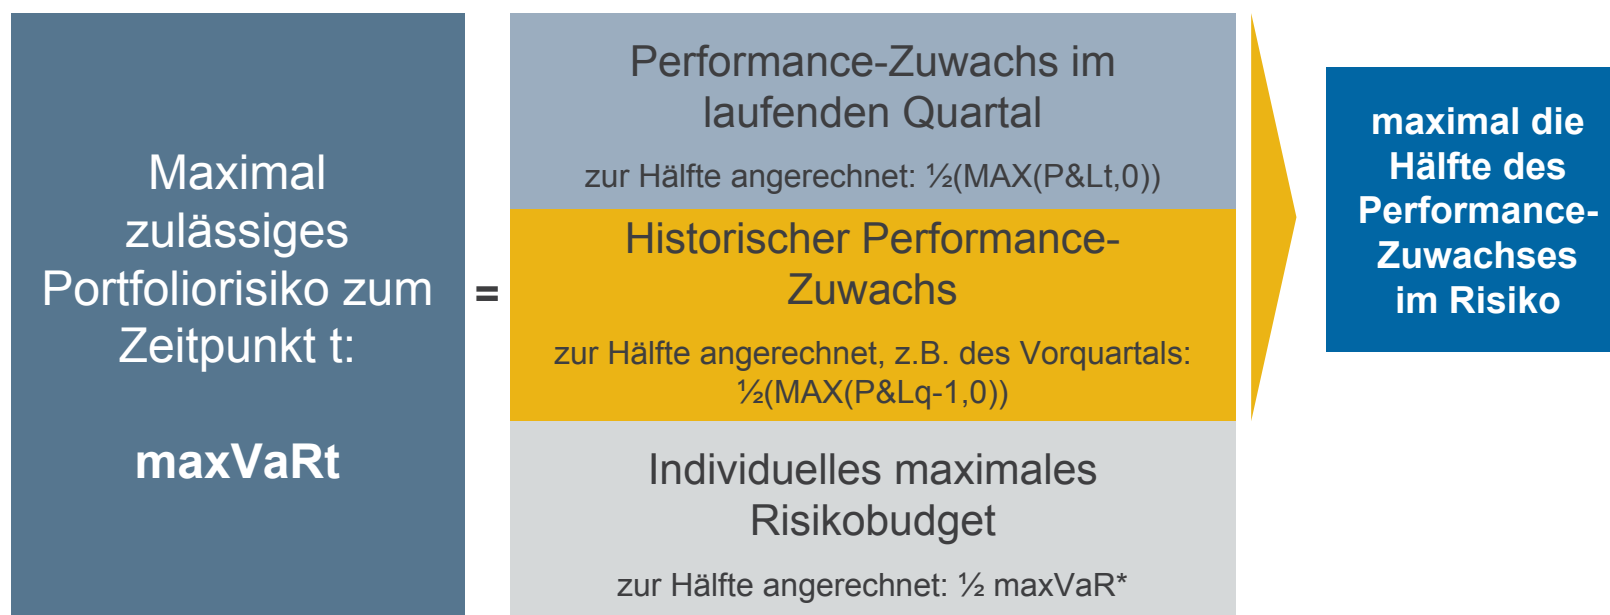 Maximal
zulässiges
Portfoliorisiko zum
Zeitpunkt t:
maxVaRt
=
Performance-Zuwachs im
laufenden Quartal
zur Hälfte angerechnet: ½(MAX(P&Lt,0))
Historischer Performance-
Zuwachs
zur Hälfte angerechnet, z.B. des Vorquartals:
½(MAX(P&Lq-1,0))
Individuelles maximales
Risikobudget
zur Hälfte angerechnet: ½ maxVaR*
maximal die
Hälfte des
Performance-
Zuwachses
im Risiko